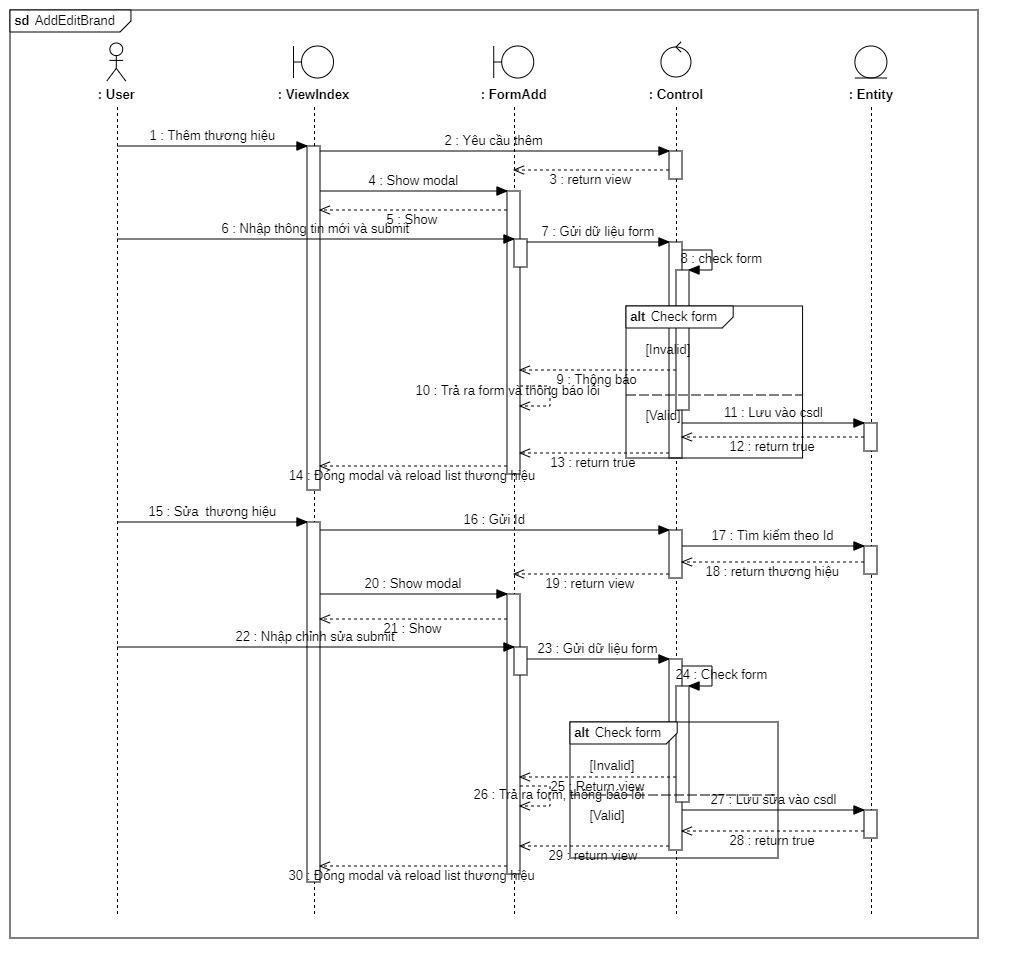 sd AddEditBrand
: User
: ViewIndex
: FormAdd
: Control
: Entity
1 : Thêm thương hiệu
2 : Yêu cầu thêm
3 : return view
4 : Show modal
5 : Show
6 : Nhập thông tin mới và submit
7 : Gửi dữ liệu form
8 : check form
alt Check form
[Invalid]
9 : Thông báo
10 : Trả ra form và thông báo lỗi
[Valid]
11 : Lưu vào csdl
12 : return true
13 : return true
14 : Đóng modal và reload list thương hiệu
15 : Sửa  thương hiệu
16 : Gửi Id
17 : Tìm kiếm theo Id
18 : return thương hiệu
19 : return view
20 : Show modal
21 : Show
22 : Nhập chỉnh sửa submit
23 : Gửi dữ liệu form
24 : Check form
alt Check form
[Invalid]
25 : Return view
26 : Trả ra form, thông báo lỗi
27 : Lưu sửa vào csdl
[Valid]
28 : return true
29 : return view
30 : Đóng modal và reload list thương hiệu